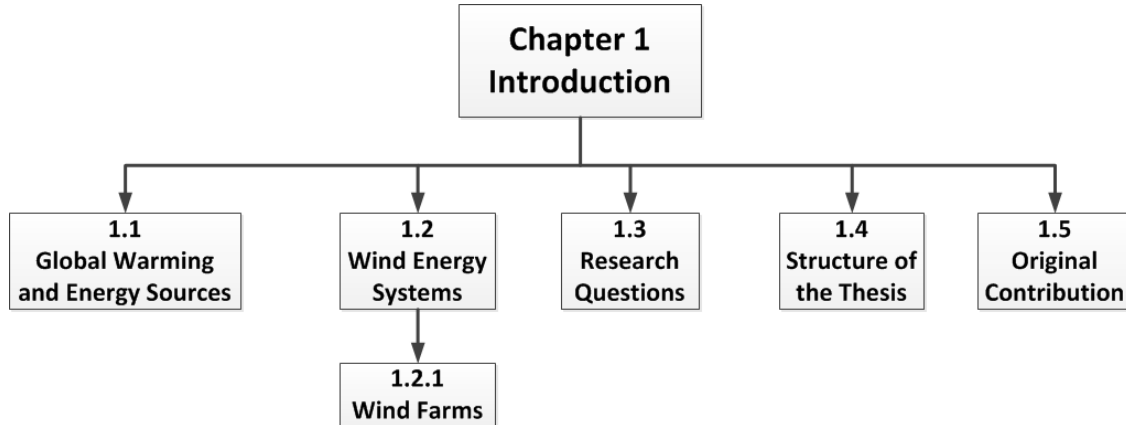 Chapter 1
Introduction
1.1
Global Warming
and Energy Sources
1.2
Wind Energy
Systems
1.3
Research
Questions
1.4
Structure of
the Thesis
1.5
Original
Contribution
1.2.1
Wind Farms